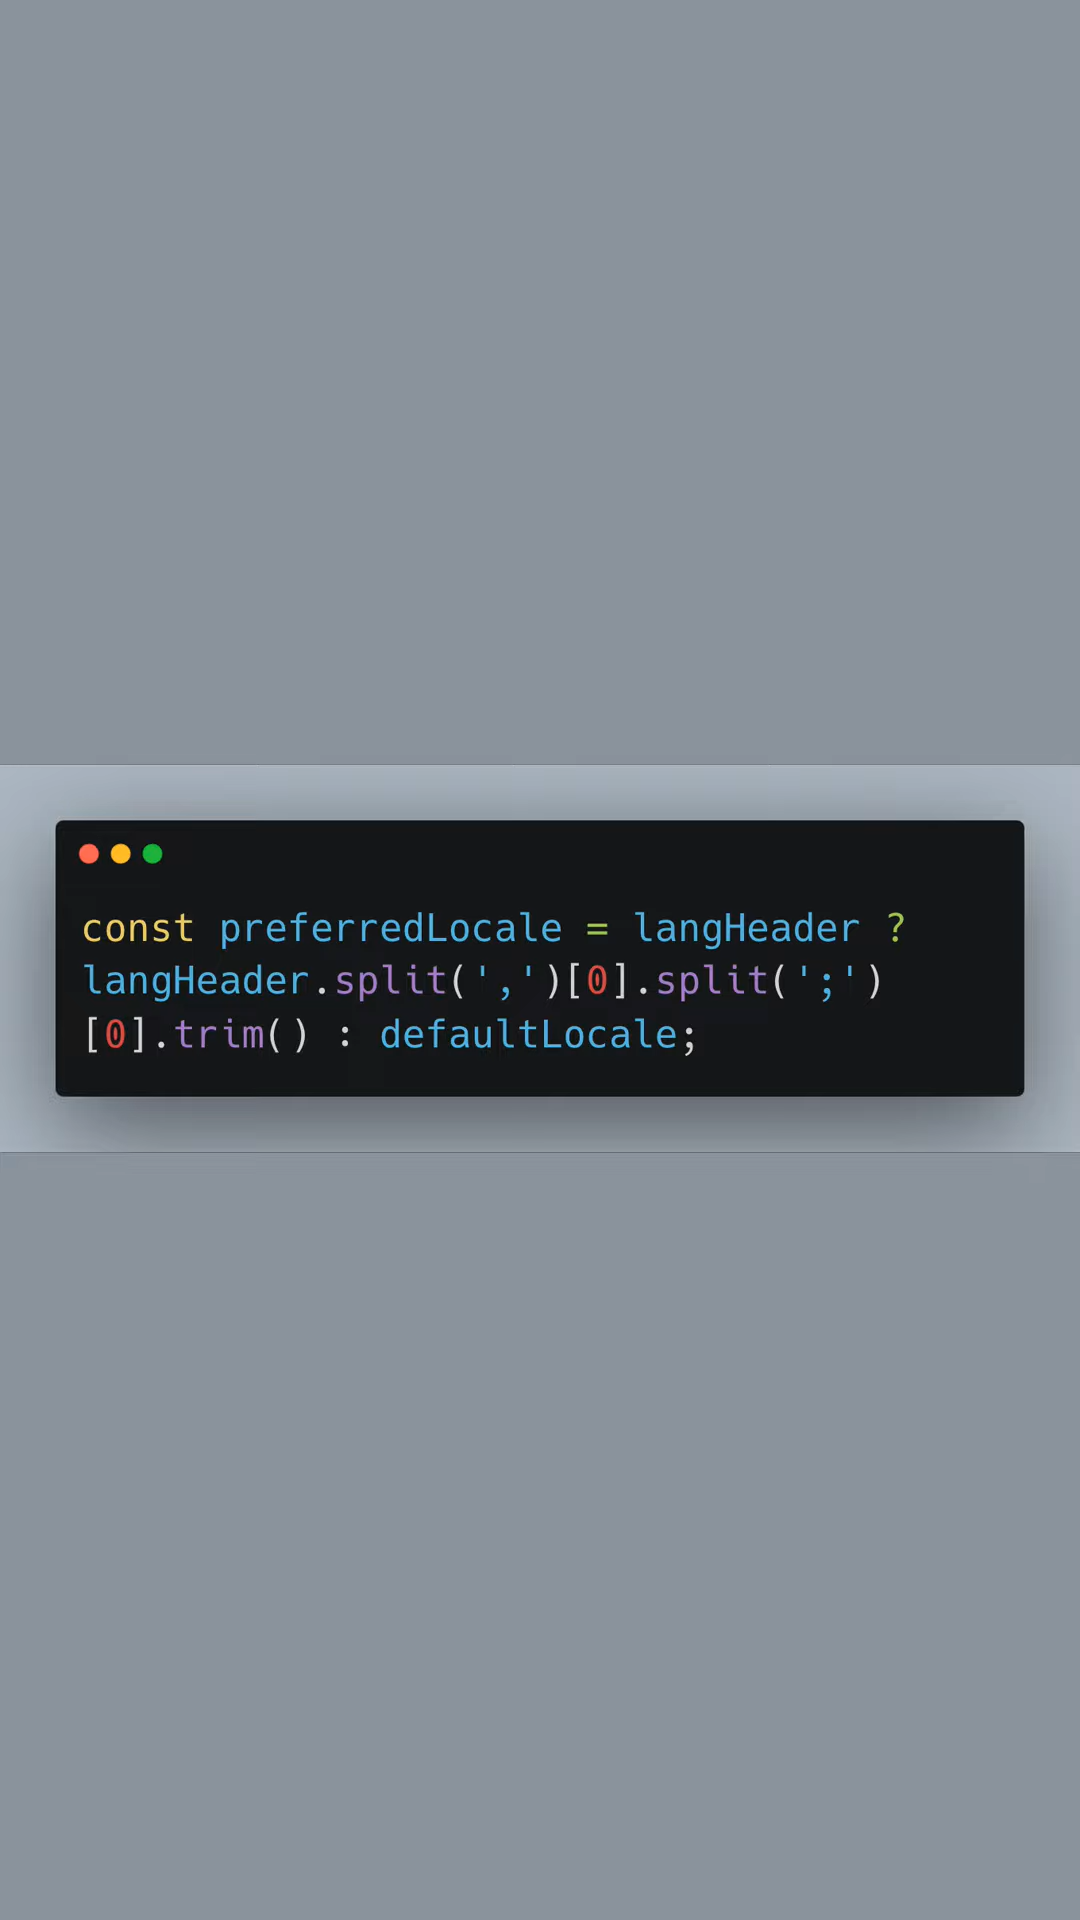 const preferredLocale = langHeader ?
langHeader.split(',')[0].split(';')
[0].trim() : defaultLocale;